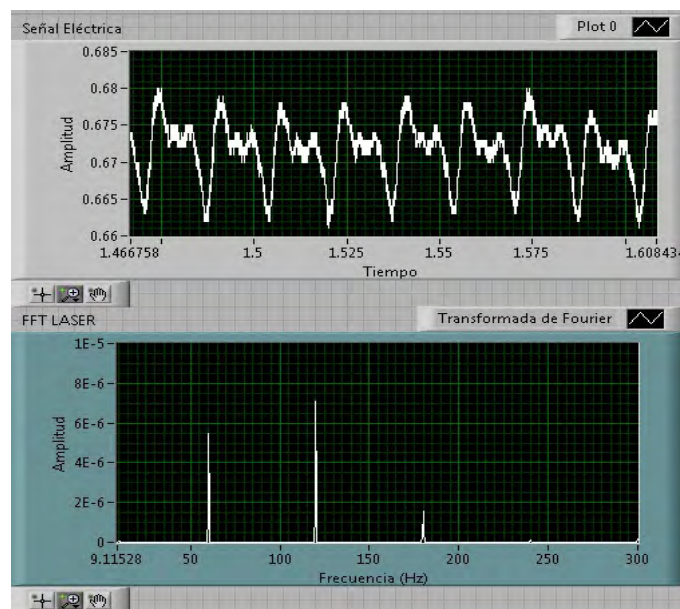 Señal Eléctrica
Plot 0
0.685
0.68
0.675
0.67
0.665
0.66
Amplitud
1.466758 1.5 1.525 1.55 1.575 1.608434
Tiempo
FFT LASER
Transformada de Fourier
1E-5
8E-6
6E-6
4E-6
2E-6
0
Amplitud
9.11528 50 100 150 200 250 300
Frecuencia (Hz)